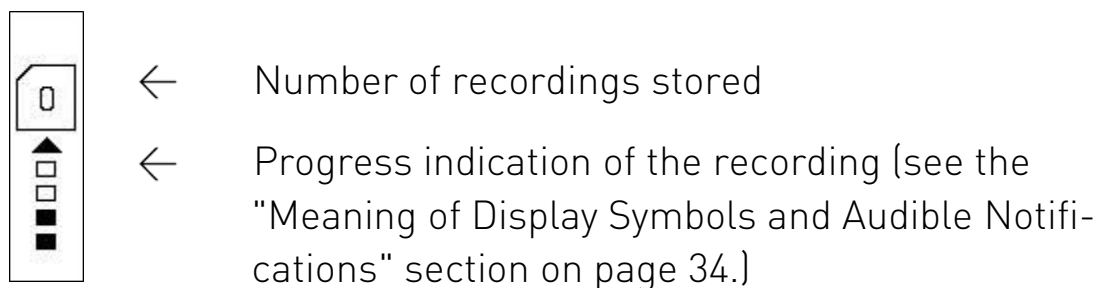 0
← Number of recordings stored
← Progress indication of the recording (see the
"Meaning of Display Symbols and Audible Notifi-
cations" section on page 34.)